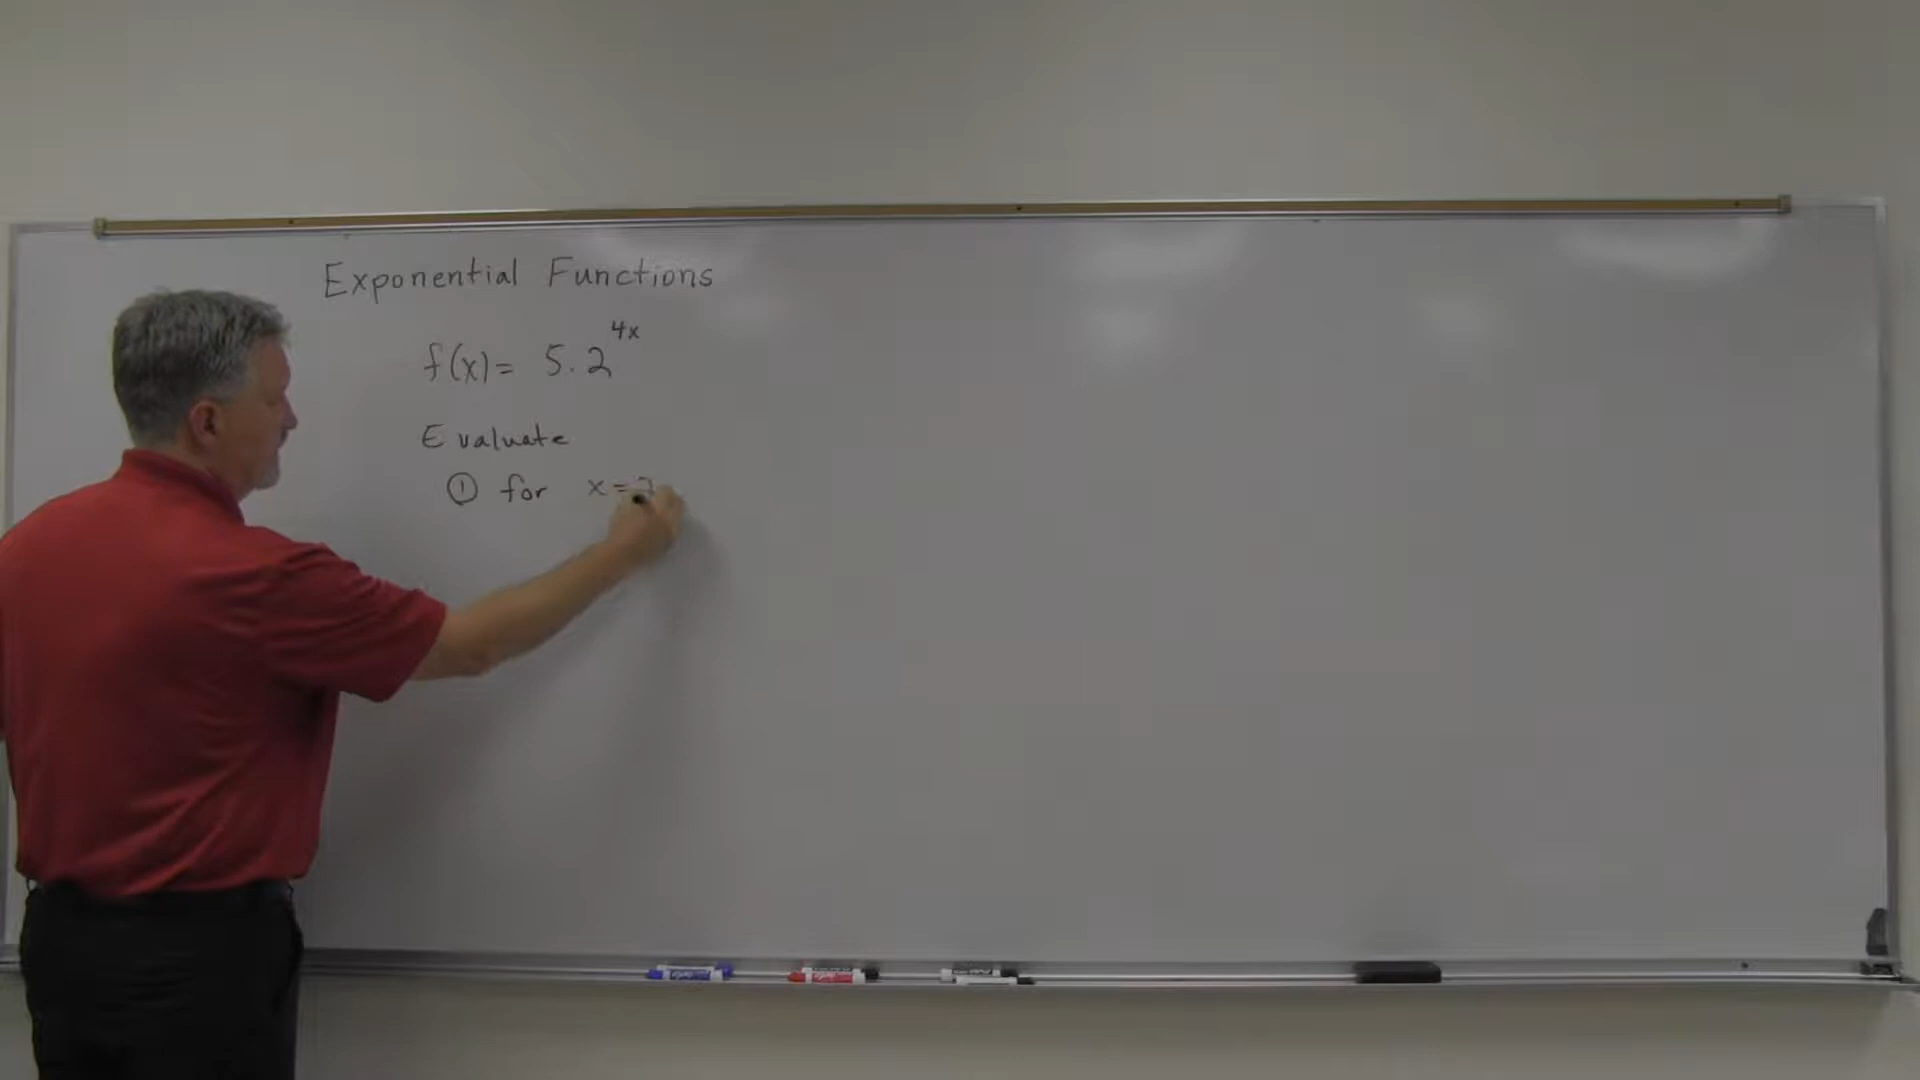 Exponential Functions
f(x) = 5.2^4x
Evaluate
① for x =